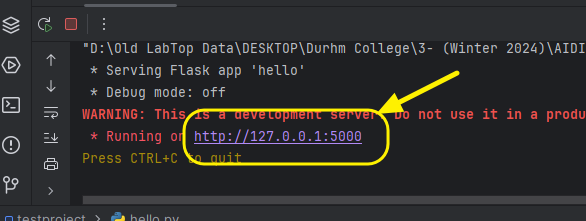 "D:\Old LabTop Data\DESKTOP\Durhm College\3- (Winter 2024)\AIDI
* Serving Flask app 'hello'
* Debug mode: off
WARNING: This is a development server. Do not use it in a produ
* Running on http://127.0.0.1:5000
Press CTRL+C to quit
testproject > hello.py